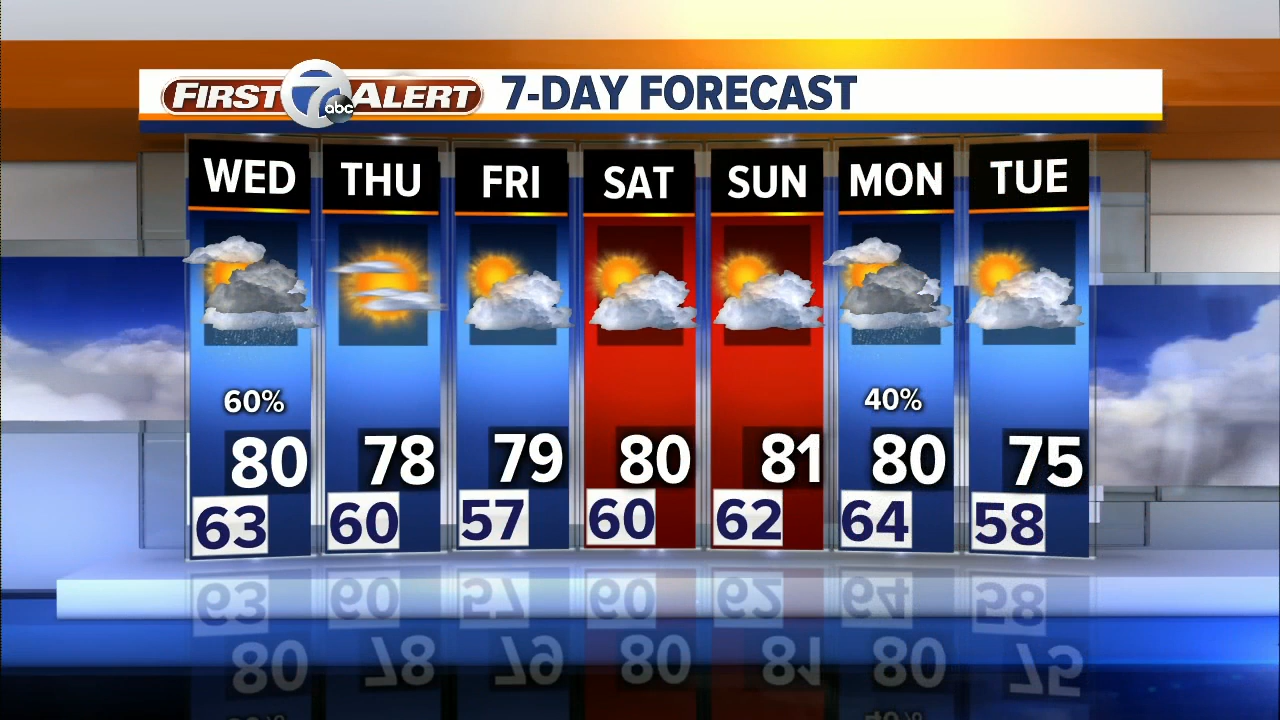 FIRST 7 abc ALERT 7-DAY FORECAST
WED THU FRI SAT SUN MON TUE
60% 40%
80 78 79 80 81 80 75
63 60 57 60 62 64 58